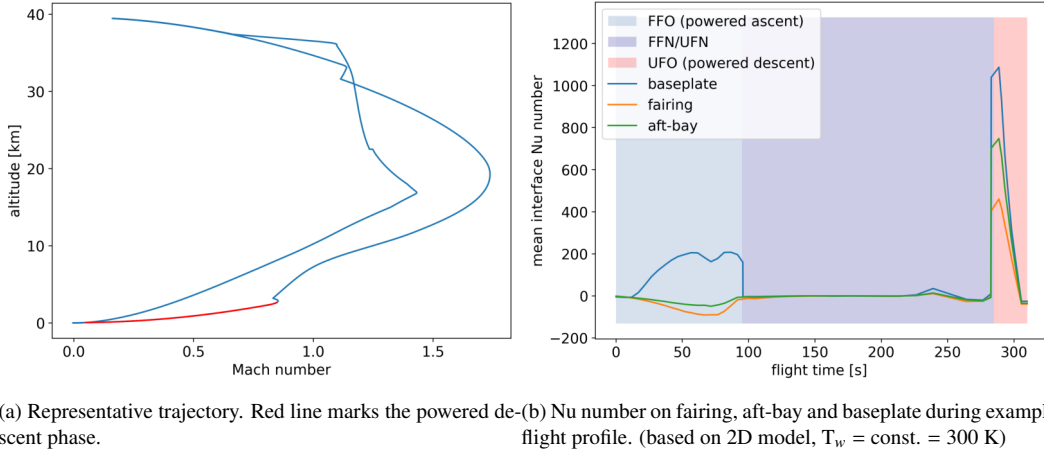 40
30
20
10
0
altitude [km]
0.0 0.5 1.0 1.5
Mach number
1200
1000
800
600
400
200
0
−200
mean interface Nu number
FFO (powered ascent)
FFN/UFN
UFO (powered descent)
baseplate
fairing
aft-bay
0 50 100 150 200 250 300
flight time [s]
(a) Representative trajectory. Red line marks the powered de-
scent phase.
(b) Nu number on fairing, aft-bay and baseplate during exampl
flight profile. (based on 2D model, Tw = const. = 300 K)